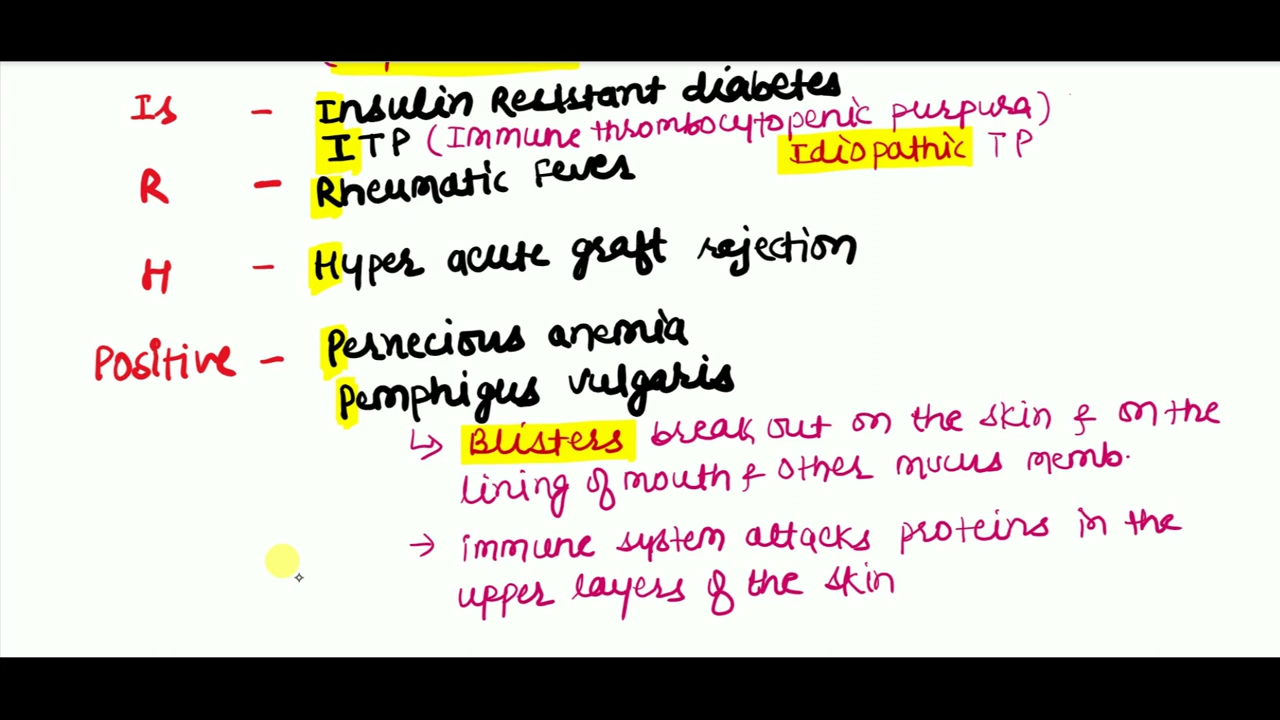 Is - Insulin Resistant diabetes
ITP (Immune thrombocytopenic purpura)
Idiopathic TP
R - Rheumatic fever
H - Hyper acute graft rejection
Positive - Pernecious anemia
Pemphigus vulgaris
↳ Blisters break out on the skin & on the
lining of mouth & other mucus memb.
→ immune system attacks proteins in the
upper layers of the skin